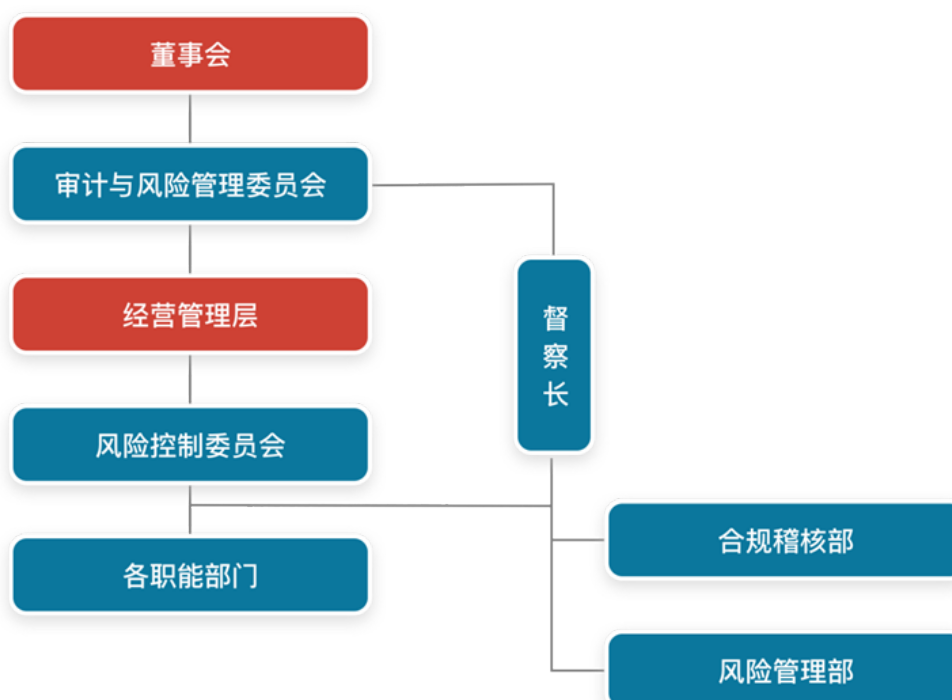 董事会
审计与风险管理委员会
经营管理层
督察长
风险控制委员会
合规稽核部
各职能部门
风险管理部